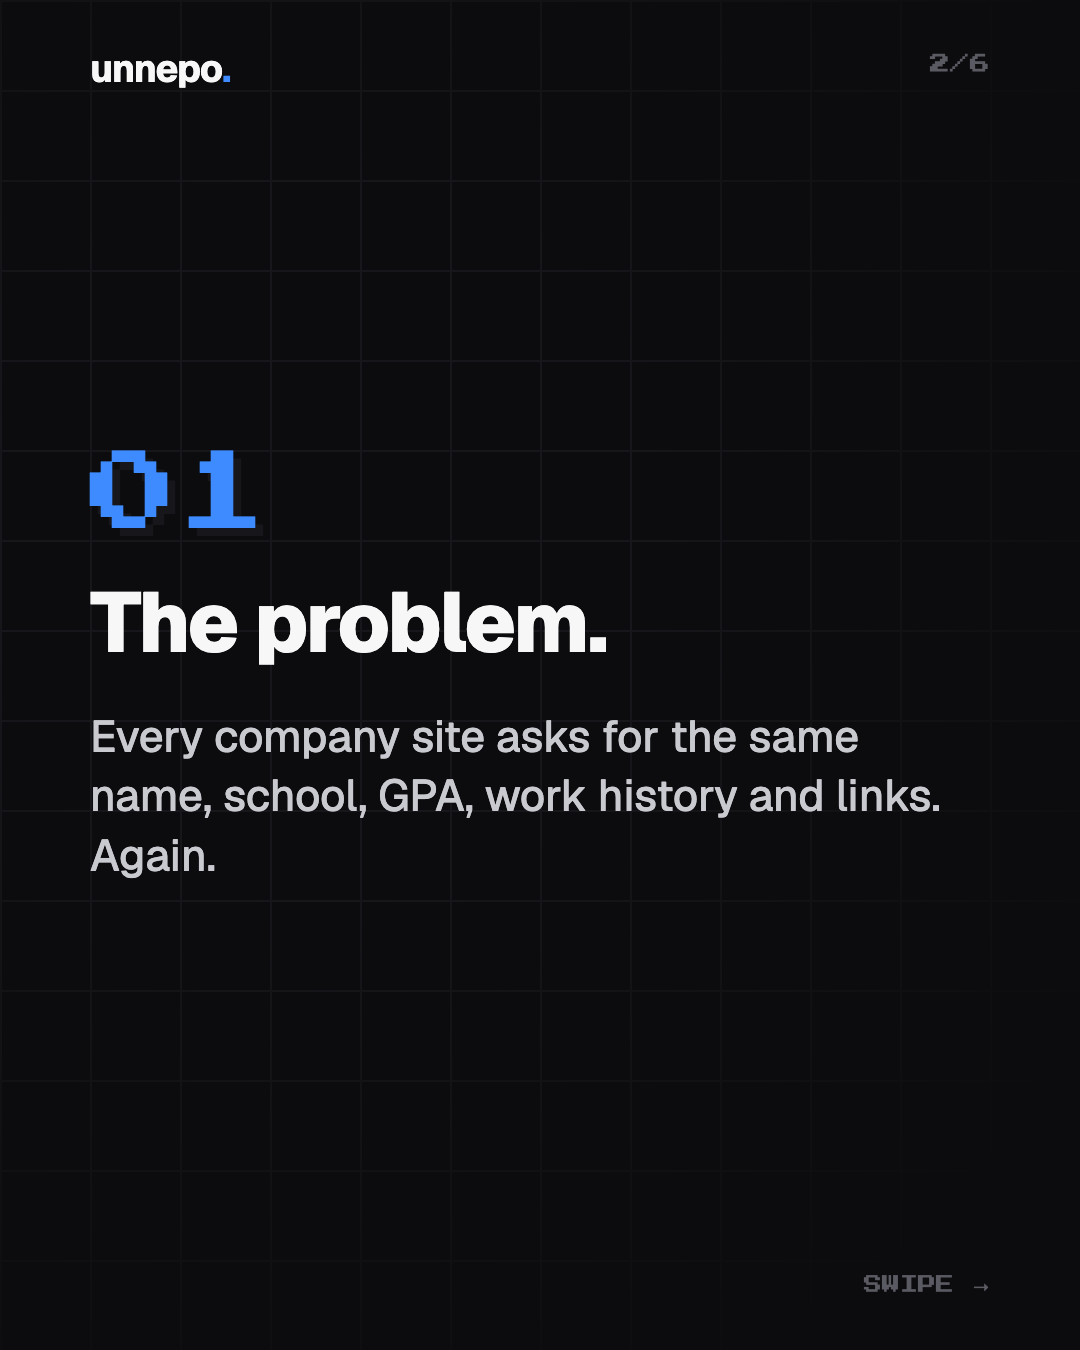 unnepo.
2/6
01
The problem.
Every company site asks for the same
name, school, GPA, work history and links.
Again.
SWIPE →